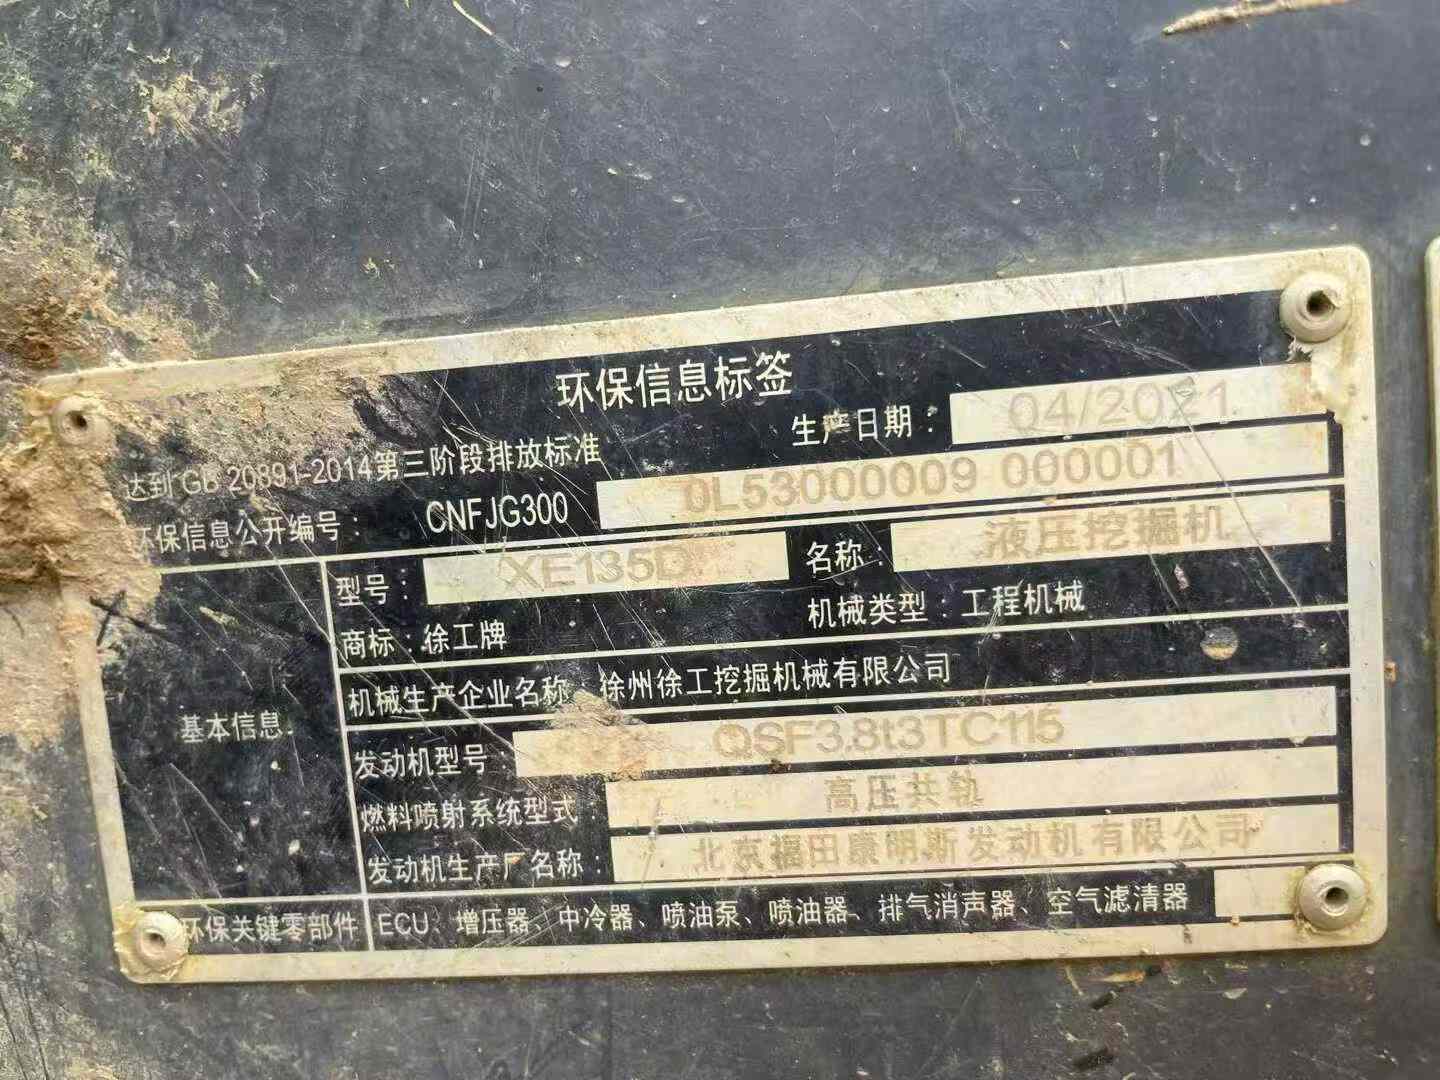 环保信息标签
生产日期：04/2021
达到 GB 20891-2014第三阶段排放标准
环保信息公开编号：CNFJG300 0L53000009 000001
型号：XE135D
名称：液压挖掘机
商标：徐工牌
机械类型：工程机械
机械生产企业名称：徐州徐工挖掘机械有限公司
基本信息
发动机型号：QSF3.8t3TC115
燃料喷射系统型式：高压共轨
发动机生产厂名称：北京福田康明斯发动机有限公司
环保关键零部件 ECU、增压器、中冷器、喷油泵、喷油器、排气消声器、空气滤清器